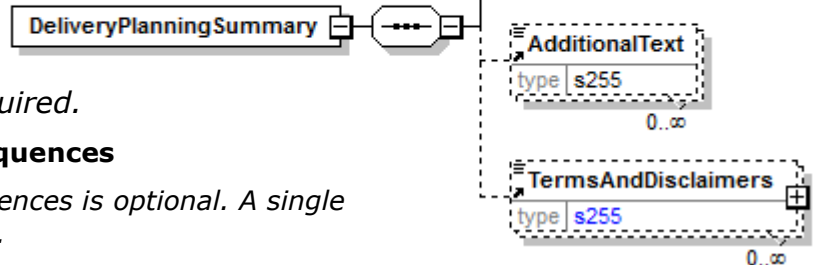 DeliveryPlanningSummary
AdditionalText
type s255
0..∞
uired.
quences
ences is optional. A single
TermsAndDisclaimers
type s255
0..∞